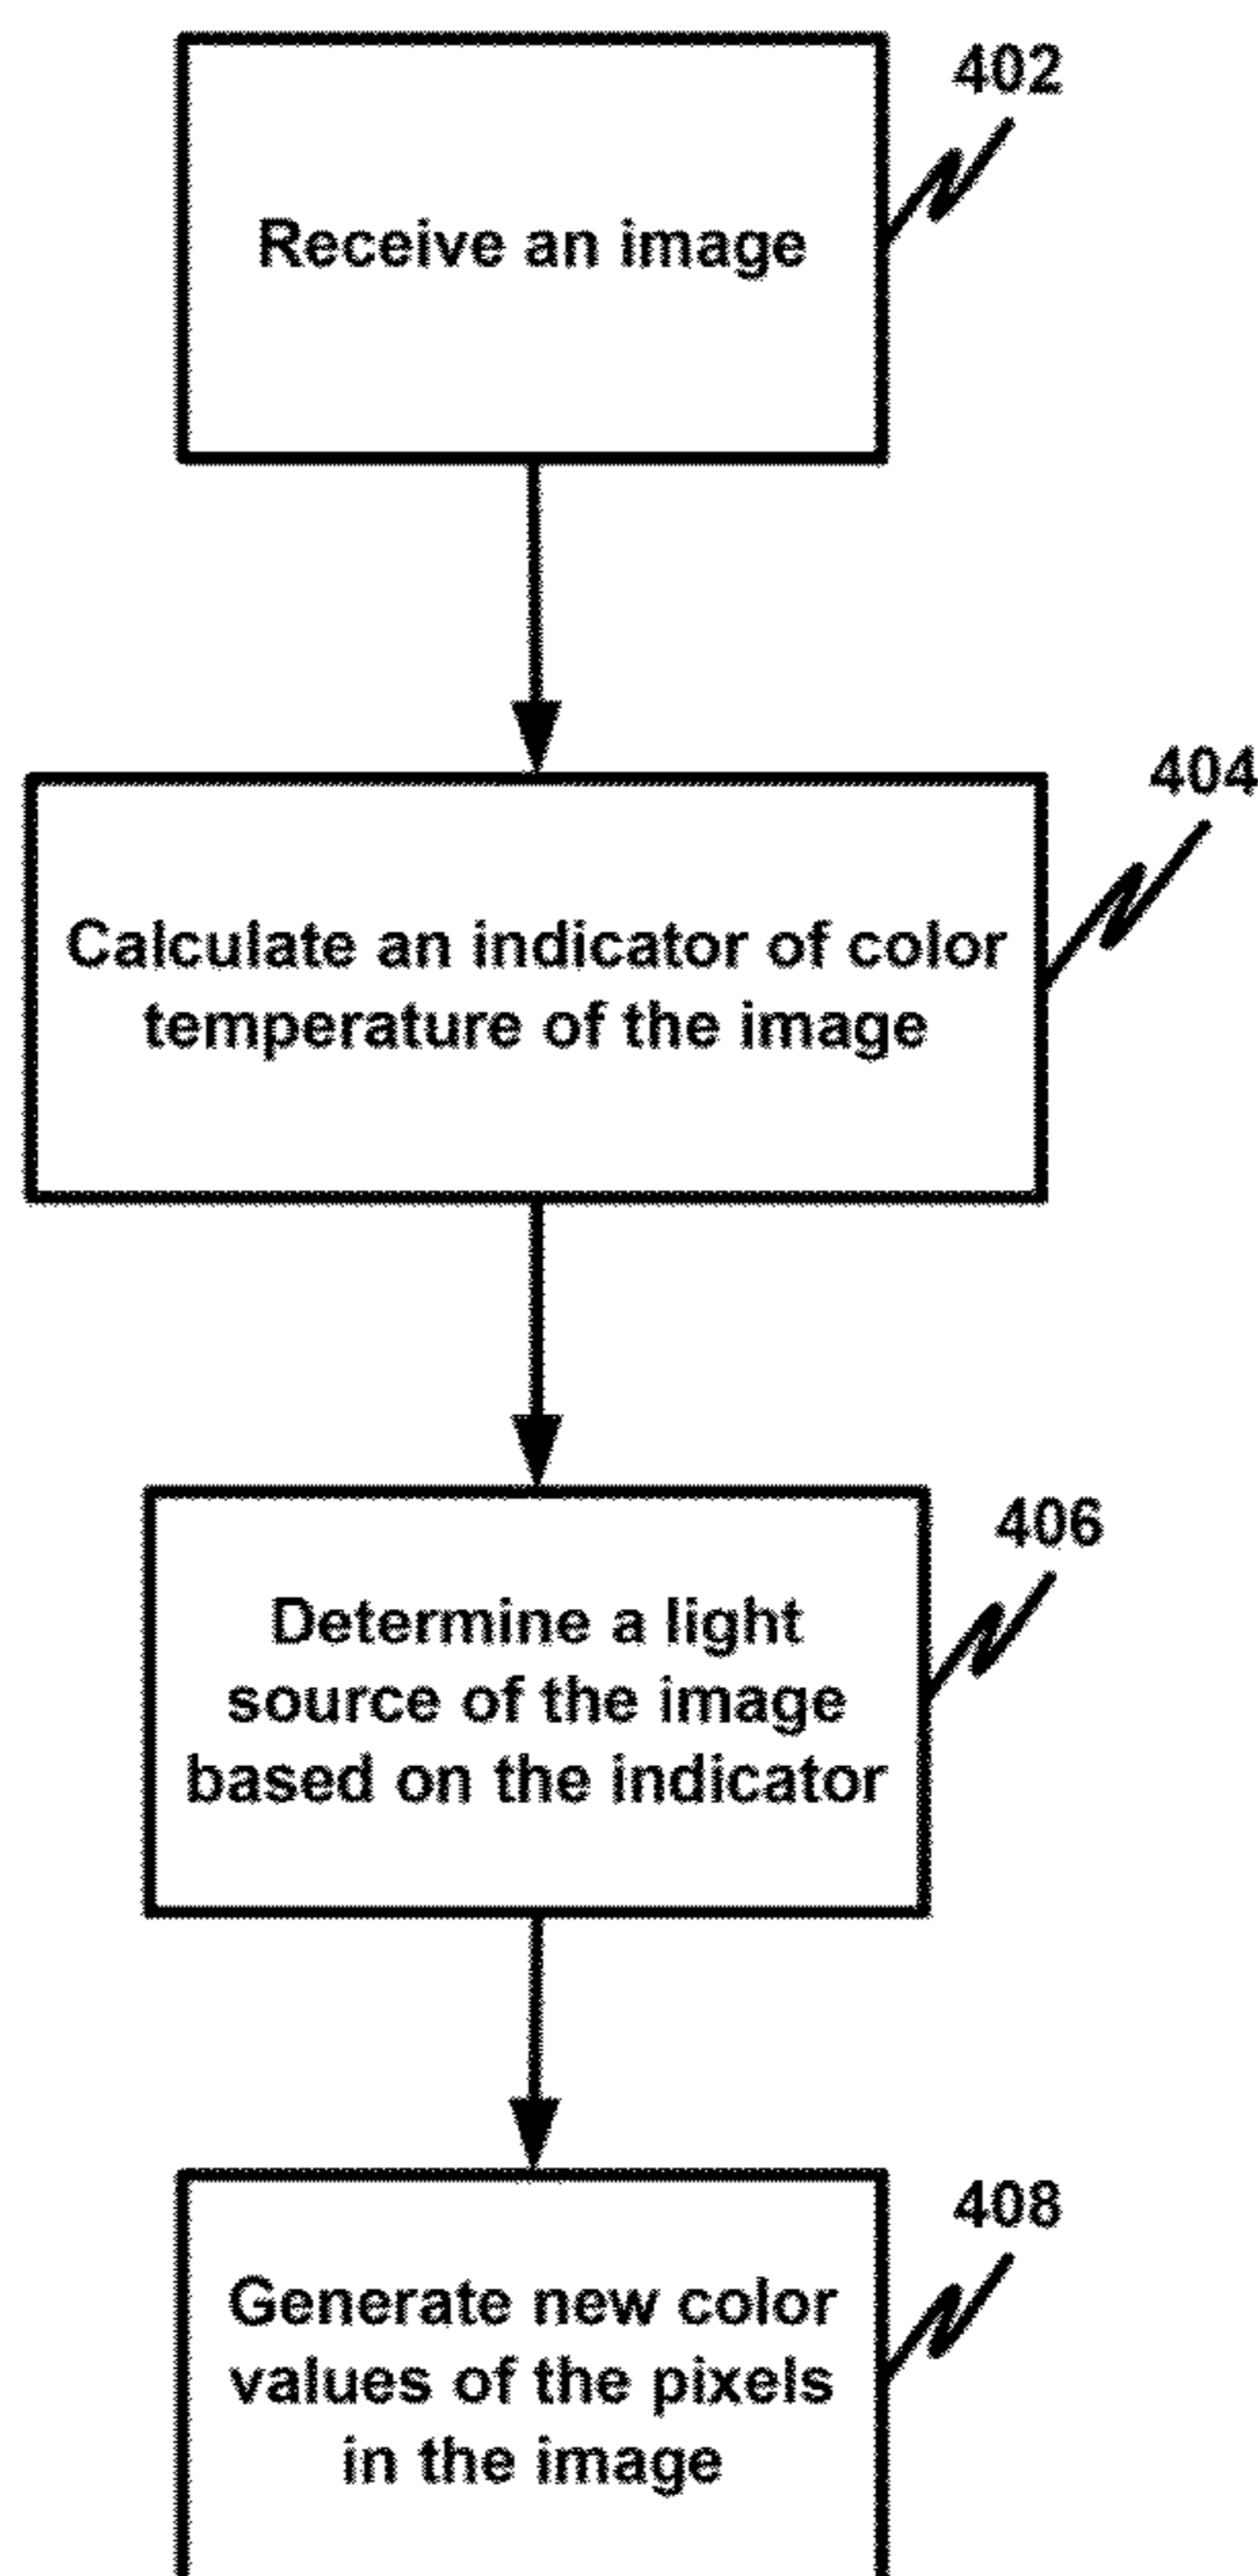 402
Receive an image
404
Calculate an indicator of color
temperature of the image
406
Determine a light
source of the image
based on the indicator
408
Generate new color
values of the pixels
in the image